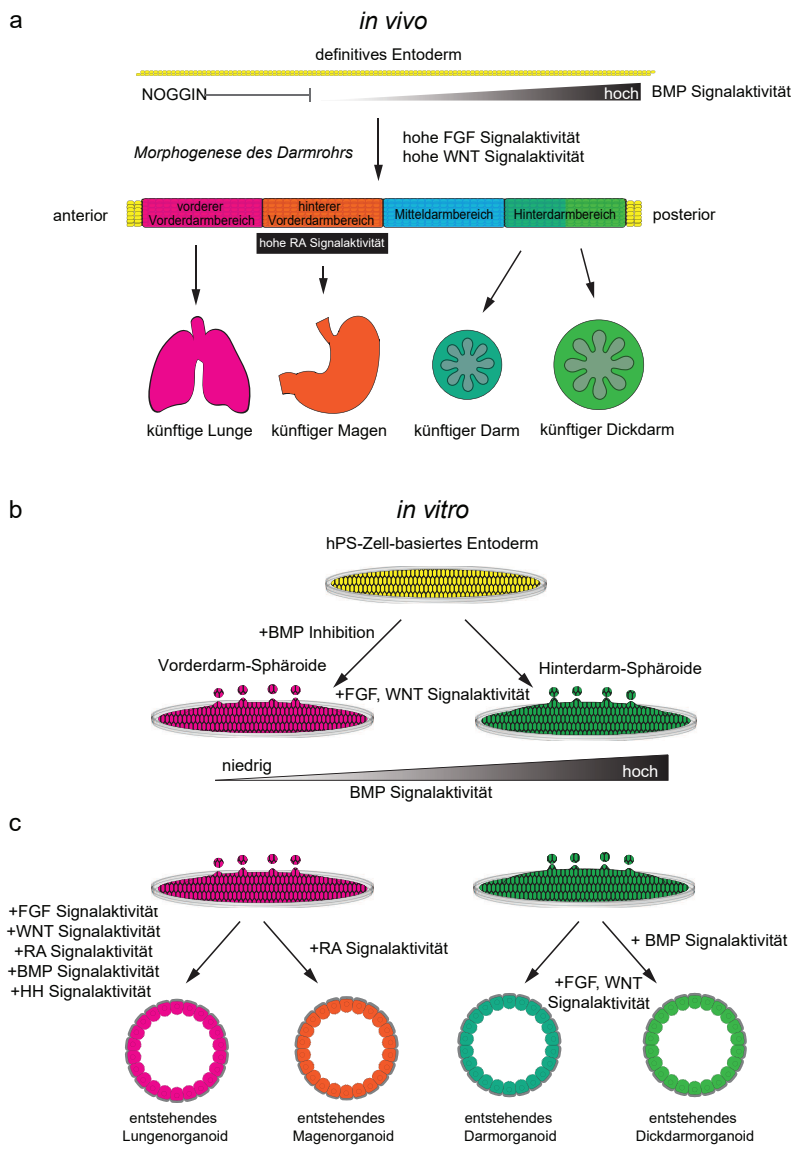 a
in vivo
definitives Entoderm
NOGGIN
hoch
BMP Signalaktivität
Morphogenese des Darmrohrs
hohe FGF Signalaktivität
hohe WNT Signalaktivität
anterior
vorderer
Vorderdarmbereich
hinterer
Vorderdarmbereich
Mitteldarmbereich
Hinterdarmbereich
posterior
hohe RA Signalaktivität
künftige Lunge
künftiger Magen
künftiger Darm
künftiger Dickdarm
b
in vitro
hPS-Zell-basiertes Entoderm
+BMP Inhibition
Vorderdarm-Sphäroide
Hinterdarm-Sphäroide
+FGF, WNT Signalaktivität
niedrig
hoch
BMP Signalaktivität
c
+FGF Signalaktivität
+WNT Signalaktivität
+RA Signalaktivität
+BMP Signalaktivität
+HH Signalaktivität
+RA Signalaktivität
+FGF, WNT
Signalaktivität
+ BMP Signalaktivität
entstehendes
Lungenorganoid
entstehendes
Magenorganoid
entstehendes
Darmorganoid
entstehendes
Dickdarmorganoid